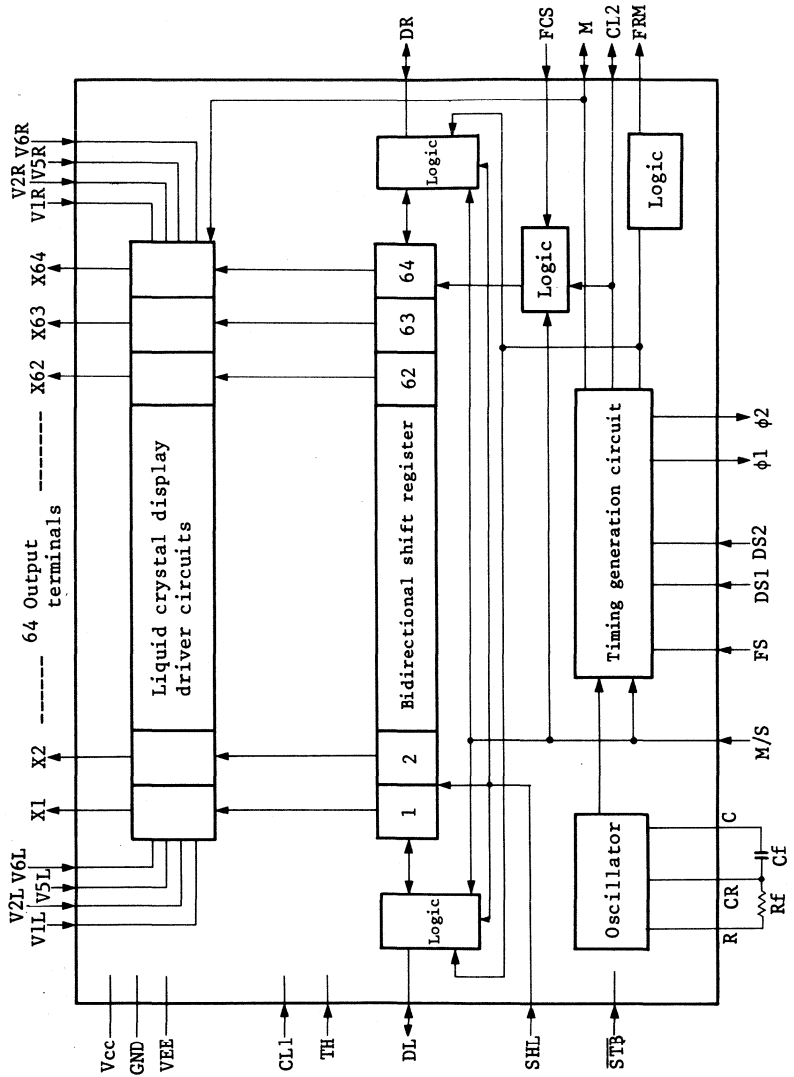 V1L
V2L
V5L
V6L
X1
X2
64 Output
terminals
X62
X63
X64
V1R
V2R
V5R
V6R
Liquid crystal display
driver circuits
Vcc
GND
VEE
CL1
TH
DL
SHL
STB
Logic
1
2
Bidirectional shift register
62
63
64
Logic
DR
FCS
M
CL2
FRM
Logic
Logic
Oscillator
Timing generation circuit
R
CR
C
Rf
Cf
M/S
FS
DS1
DS2
ϕ1
ϕ2